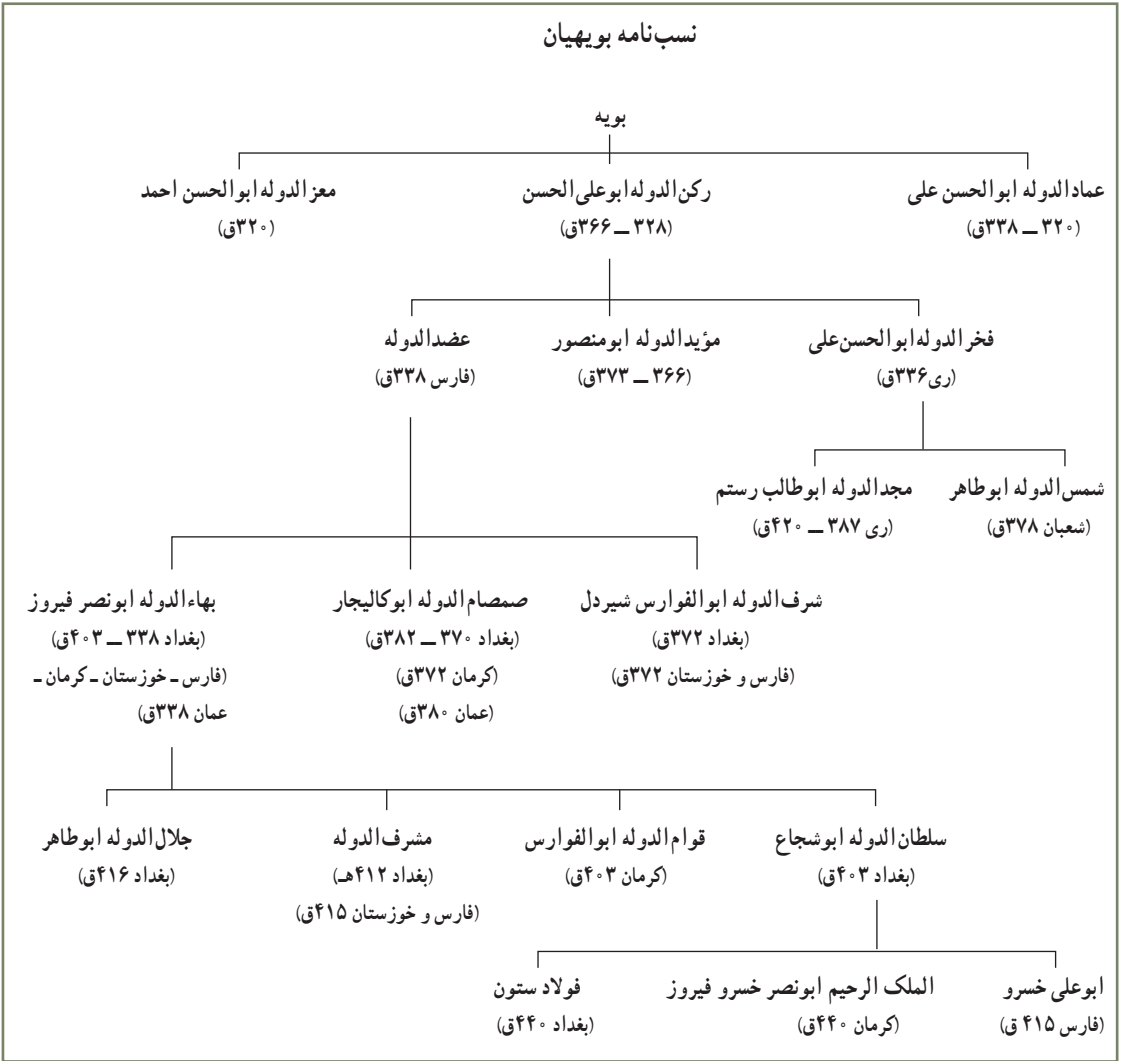 نسب‌نامه بویهیان
بویه
عمادالدوله ابوالحسن علی
(۳۲۰ ــ ۳۳۸ق)
رکن‌الدوله ابوعلی الحسن
(۳۲۸ ــ ۳۶۶ق)
معزالدوله ابوالحسن احمد
(۳۲۰ق)
فخرالدوله ابوالحسن علی
(ری ۳۳۶ق)
مؤیدالدوله ابومنصور
(۳۶۶ ــ ۳۷۳ق)
عضدالدوله
(فارس ۳۳۸ق)
شمس‌الدوله ابوطاهر
(شعبان ۳۷۸ق)
مجدالدوله ابوطالب رستم
(ری ۳۸۷ ــ ۴۲۰ق)
شرف‌الدوله ابوالفوارس شیردل
(بغداد ۳۷۲ق)
(فارس و خوزستان ۳۷۲ق)
صمصام‌الدوله ابوکالیجار
(بغداد ۳۷۰ ــ ۳۸۲ق)
(کرمان ۳۷۲ق)
(عمان ۳۸۰ق)
بهاءالدوله ابونصر فیروز
(بغداد ۳۳۸ ــ ۴۰۳ق)
(فارس ـ خوزستان ـ کرمان ـ
عمان ۳۳۸ق)
سلطان‌الدوله ابوشجاع
(بغداد ۴۰۳ق)
قوام‌الدوله ابوالفوارس
(کرمان ۴۰۳ق)
مشرف‌الدوله
(بغداد ۴۱۲هـ)
(فارس و خوزستان ۴۱۵ق)
جلال‌الدوله ابوطاهر
(بغداد ۴۱۶ق)
ابوعلی خسرو
(فارس ۴۱۵ ق)
الملک الرحیم ابونصر خسرو فیروز
(کرمان ۴۴۰ق)
فولاد ستون
(بغداد ۴۴۰ق)